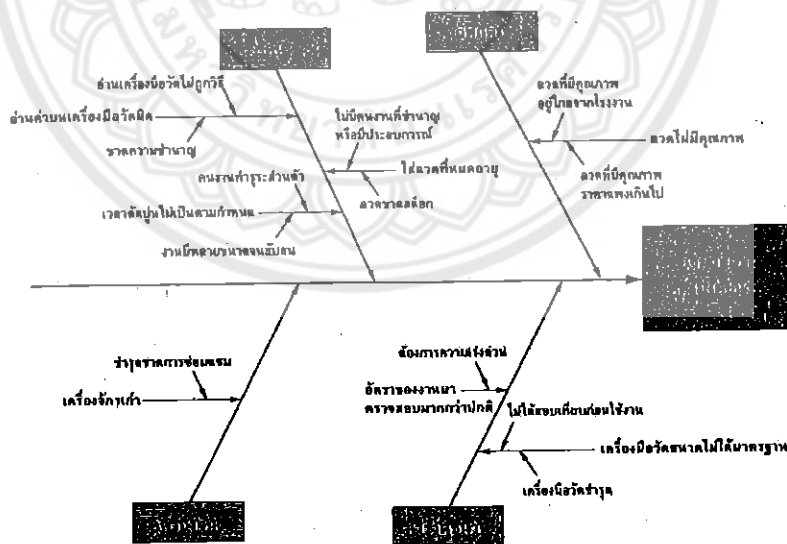 อ่านเครื่องมือวัดไม่ถูกวิธี
อ่านค่าบนเครื่องมือวัดผิด
ขาดความชำนาญ
ไม่มีคนงานที่ชำนาญ
หรือมีประสบการณ์
ใส่ลวดที่หมดอายุ
ลวดขาดสต็อก
คนงานทำธุระส่วนตัว
เวลาตัดปูนไม่เป็นตามกำหนด
งานมีหลายขนาดจนสับสน
ลวดที่มีคุณภาพ
อยู่ไกลจากโรงงาน
ลวดไม่มีคุณภาพ
ลวดที่มีคุณภาพ
ราคาแพงเกินไป
ชำรุดขาดการซ่อมแซม
เครื่องจักรเก่า
ต้องการความเร่งด่วน
อัตราของงานมา
ตรวจสอบมากกว่าปกติ
ไม่ได้สอบเทียบก่อนใช้งาน
เครื่องมือวัดขนาดไม่ได้มาตรฐาน
เครื่องมือวัดชำรุด